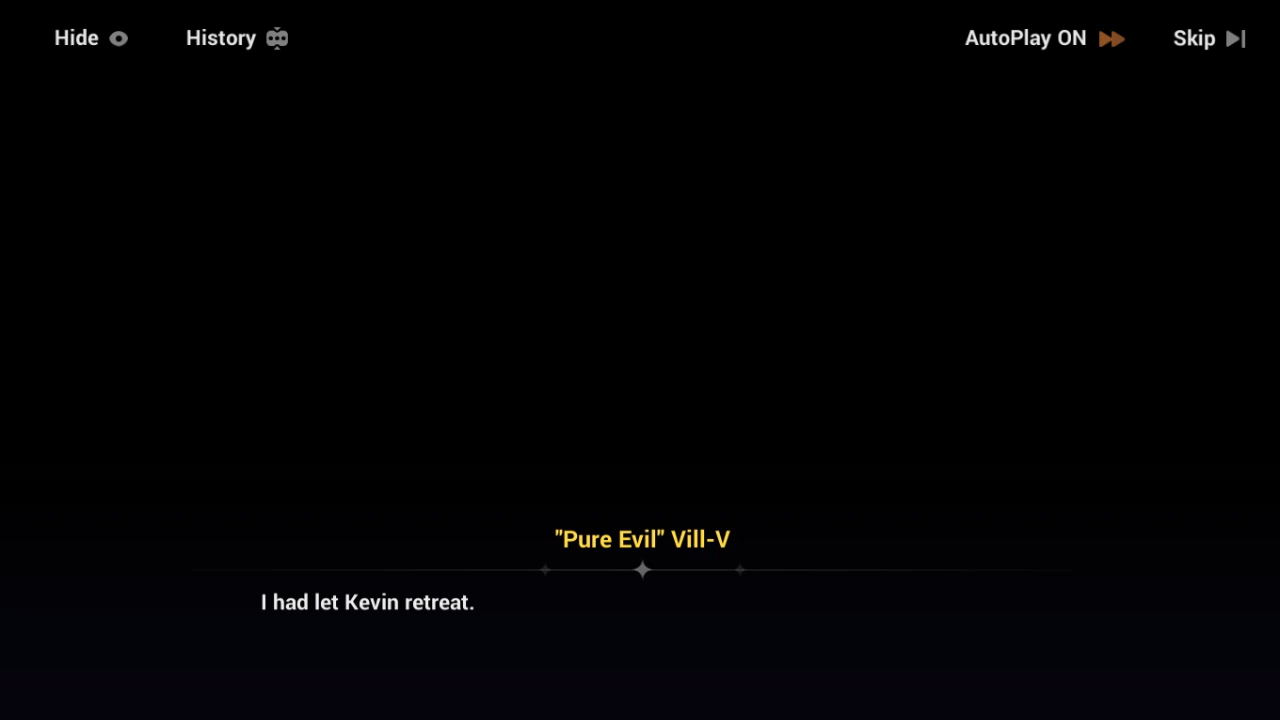 Hide
History
AutoPlay ON
Skip
"Pure Evil" Vill-V
I had let Kevin retreat.